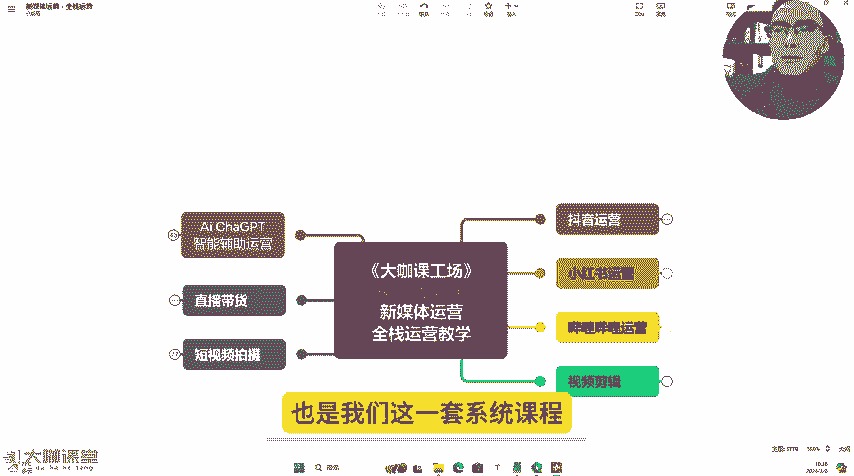 新媒体运营·全栈运营
Ai ChaGPT
智能辅助运营
直播带货
短视频拍摄
《大咖课工场》
新媒体运营
全栈运营教学
抖音运营
小红书运营
哔哩哔哩运营
视频剪辑
也是我们这一套系统课程
大咖课堂